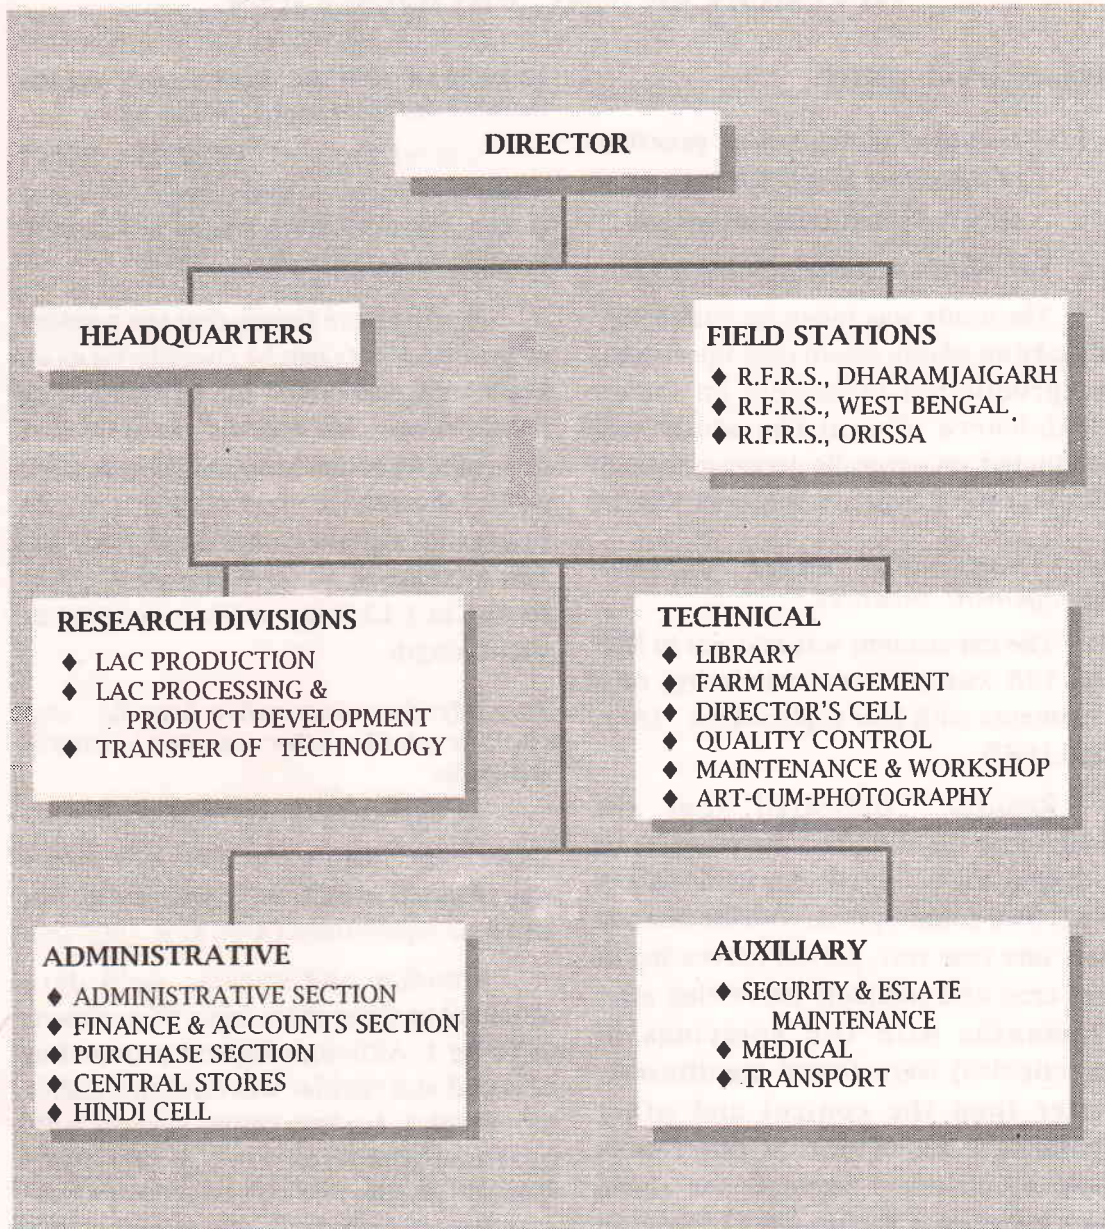 DIRECTOR
HEADQUARTERS
FIELD STATIONS
♦ R.F.R.S., DHARAMJAIGARH
♦ R.F.R.S., WEST BENGAL
♦ R.F.R.S., ORISSA
RESEARCH DIVISIONS
♦ LAC PRODUCTION
♦ LAC PROCESSING &
PRODUCT DEVELOPMENT
♦ TRANSFER OF TECHNOLOGY
TECHNICAL
♦ LIBRARY
♦ FARM MANAGEMENT
♦ DIRECTOR'S CELL
♦ QUALITY CONTROL
♦ MAINTENANCE & WORKSHOP
♦ ART-CUM-PHOTOGRAPHY
ADMINISTRATIVE
♦ ADMINISTRATIVE SECTION
♦ FINANCE & ACCOUNTS SECTION
♦ PURCHASE SECTION
♦ CENTRAL STORES
♦ HINDI CELL
AUXILIARY
♦ SECURITY & ESTATE
MAINTENANCE
♦ MEDICAL
♦ TRANSPORT